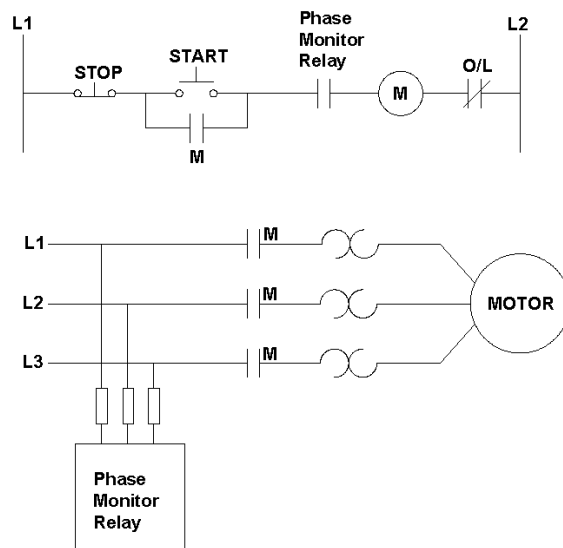 L1
Phase
Monitor
Relay
L2
START
STOP
O/L
M
M
L1
M
L2
M
MOTOR
L3
M
Phase
Monitor
Relay